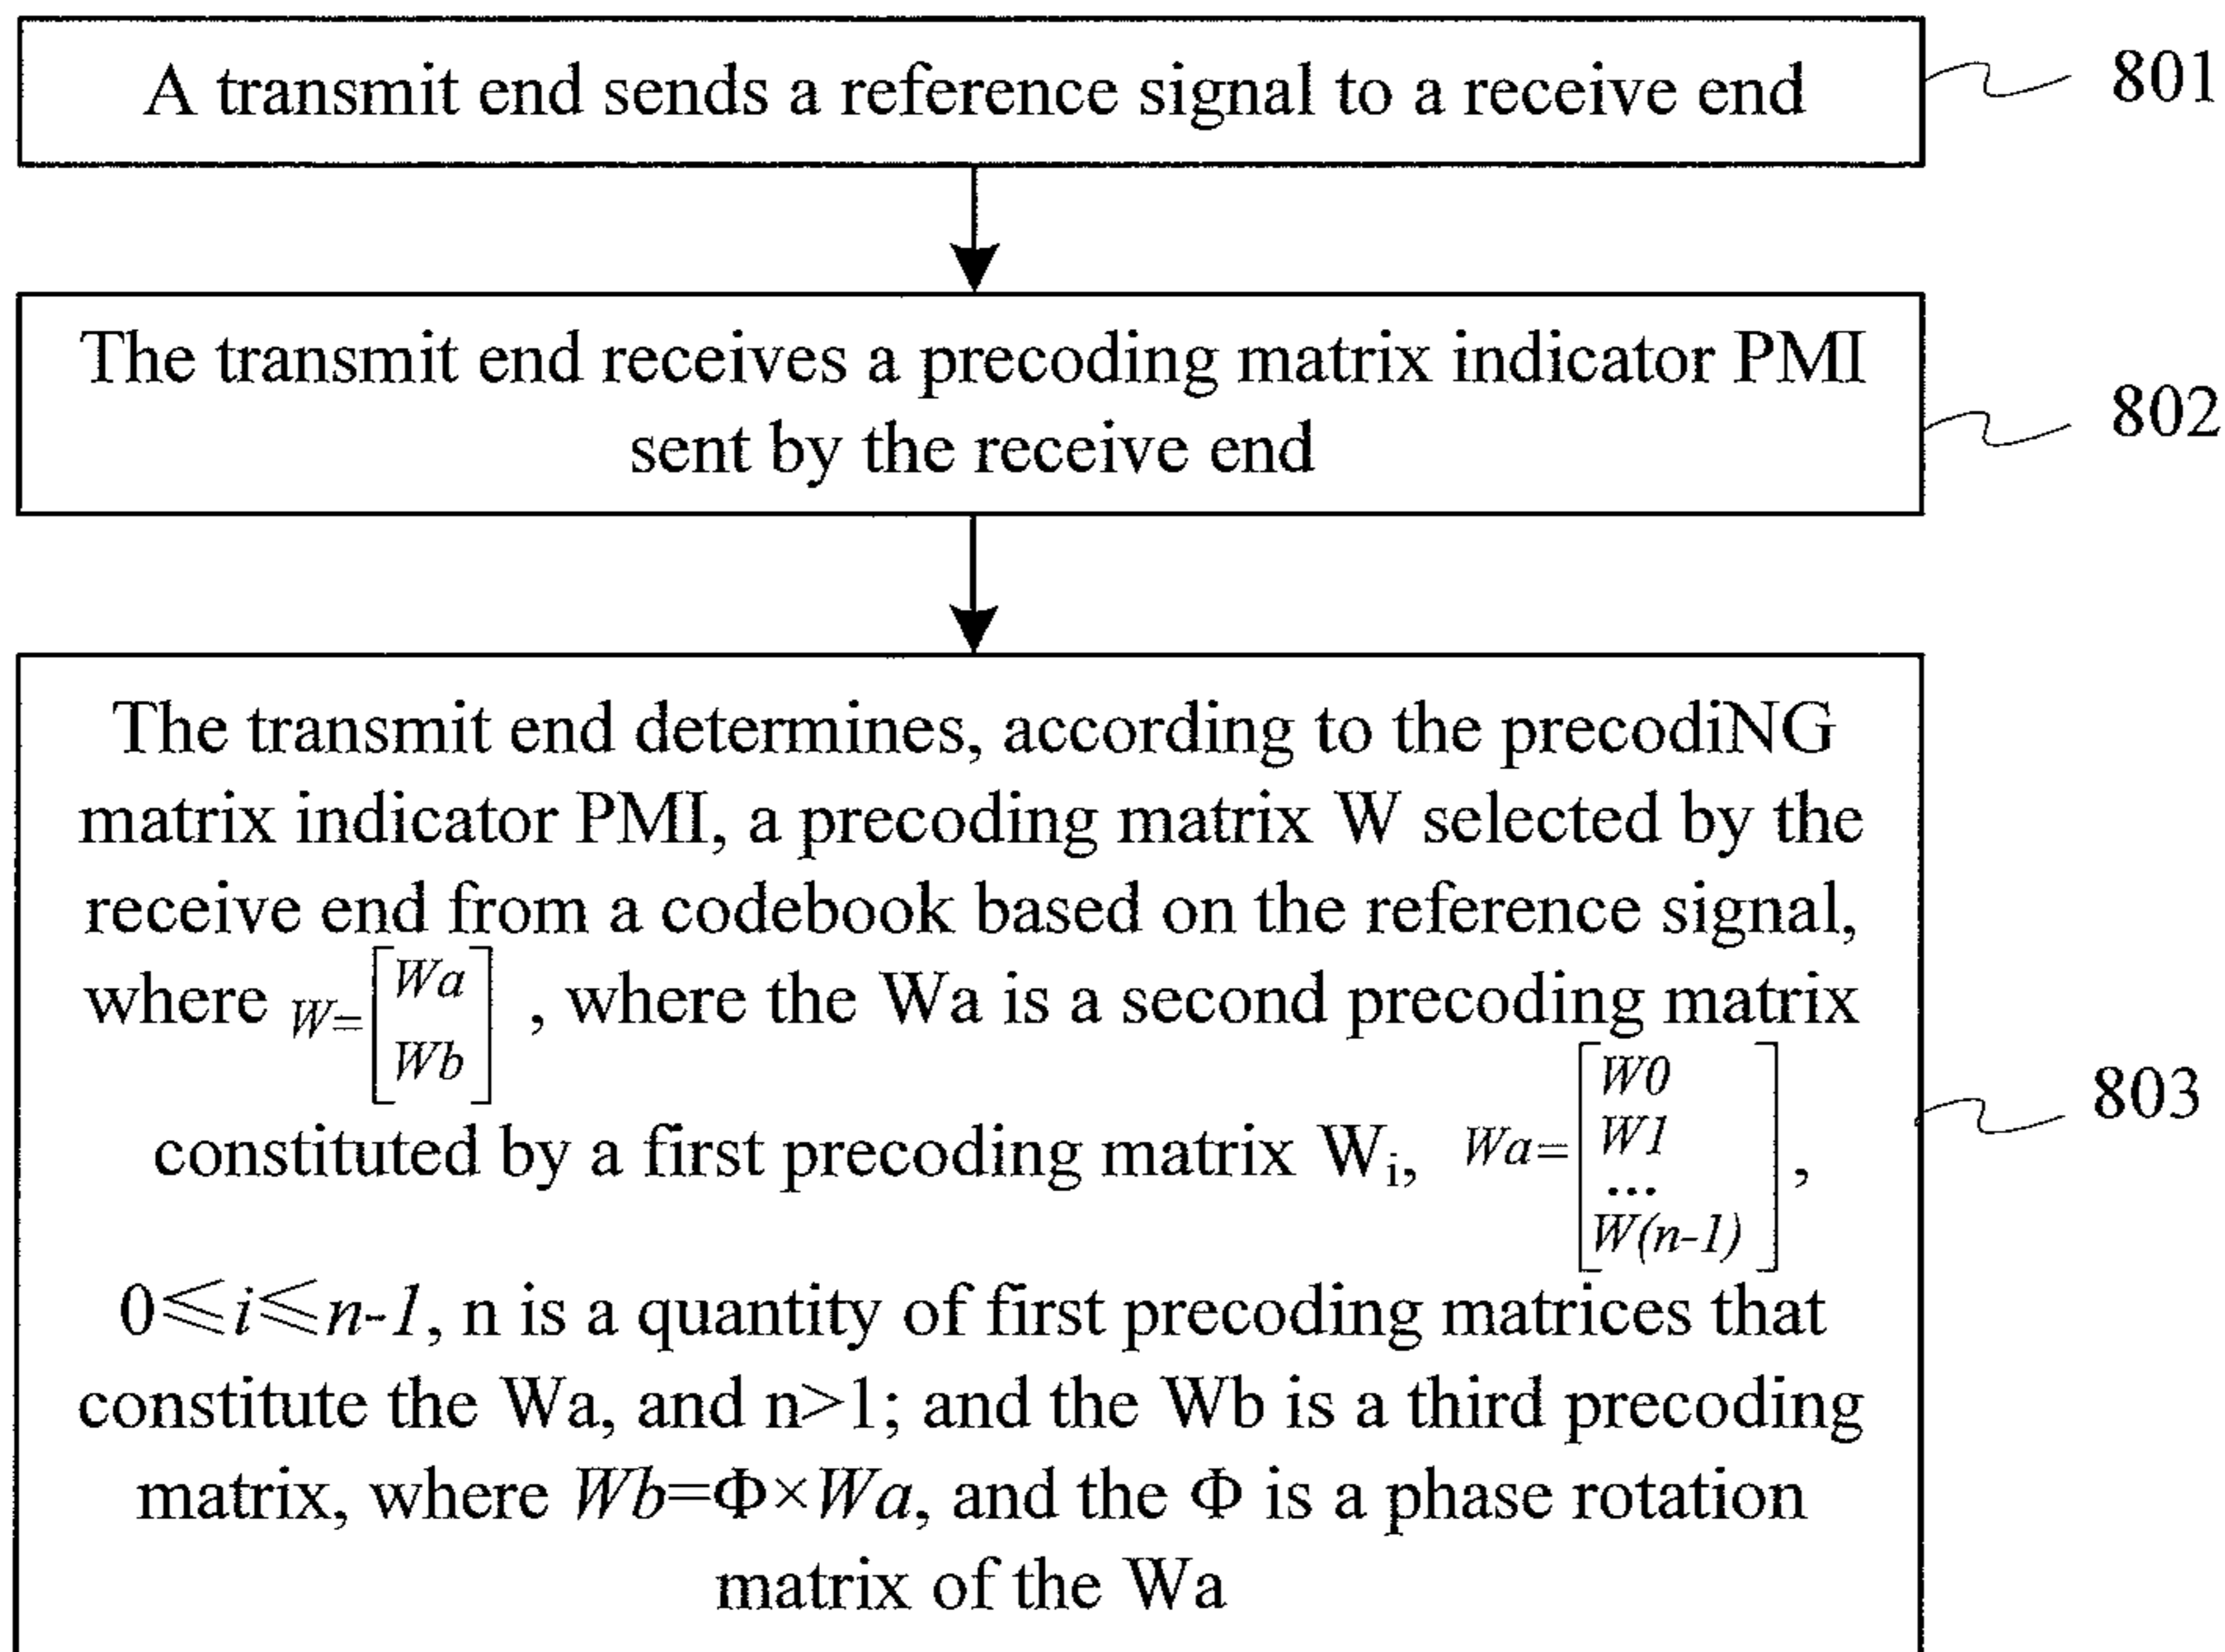 A transmit end sends a reference signal to a receive end
801
The transmit end receives a precoding matrix indicator PMI
sent by the receive end
802
The transmit end determines, according to the precodiNG
matrix indicator PMI, a precoding matrix W selected by the
receive end from a codebook based on the reference signal,
where W=[Wa Wb] , where the Wa is a second precoding matrix
constituted by a first precoding matrix Wi, Wa=[W0 W1 ... W(n-1)],
0≤i≤n-1, n is a quantity of first precoding matrices that
constitute the Wa, and n>1; and the Wb is a third precoding
matrix, where Wb=Φ×Wa, and the Φ is a phase rotation
matrix of the Wa
803